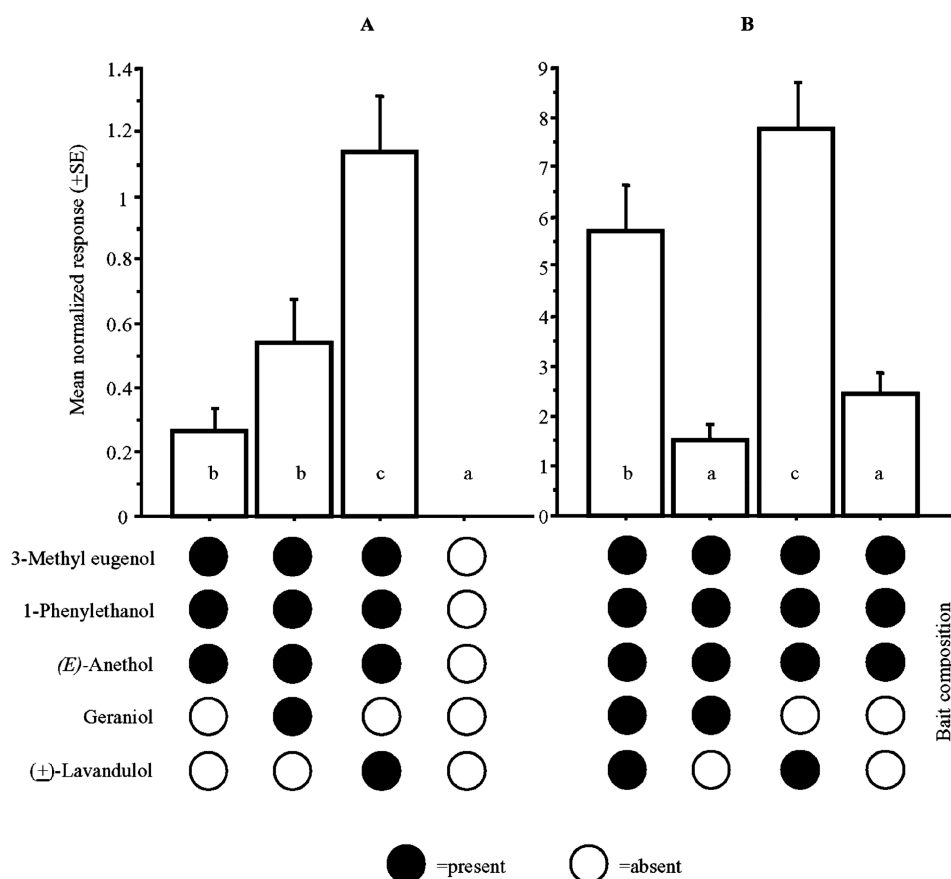 A
B
Mean normalized response (±SE)
1.4
1.2
1
0.8
0.6
0.4
0.2
0
9
8
7
6
5
4
3
2
1
0
b b c a
b a c a
3-Methyl eugenol
1-Phenylethanol
(E)-Anethol
Geraniol
(±)-Lavandulol
Bait composition
=present =absent